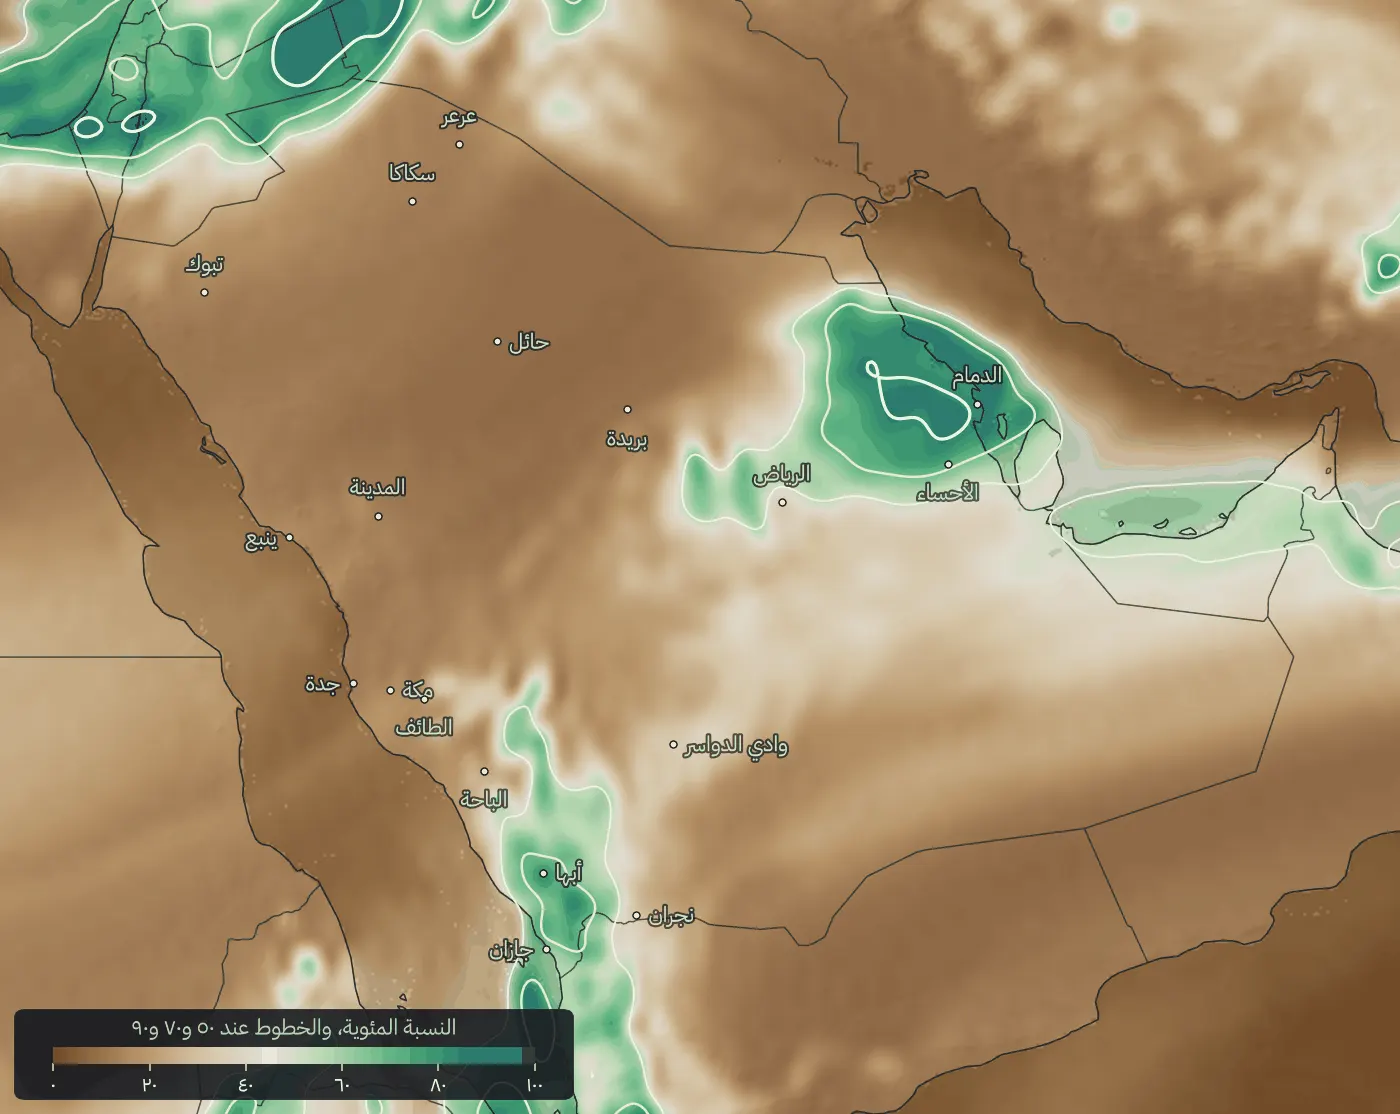 عرعر
سكاكا
تبوك
حائل
الدمام
بريدة
الرياض
الأحساء
المدينة
ينبع
جدة
مكة
الطائف
وادي الدواسر
الباحة
أبها
نجران
جازان
النسبة المئوية، والخطوط عند ٥٠ و٧٠ و٩٠
٠ ٢٠ ٤٠ ٦٠ ٨٠ ١٠٠